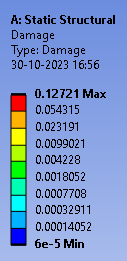 A: Static Structural
Damage
Type: Damage
30-10-2023 16:56
0.12721 Max
0.054315
0.023191
0.0099021
0.004228
0.0018052
0.0007708
0.00032911
0.00014052
6e-5 Min